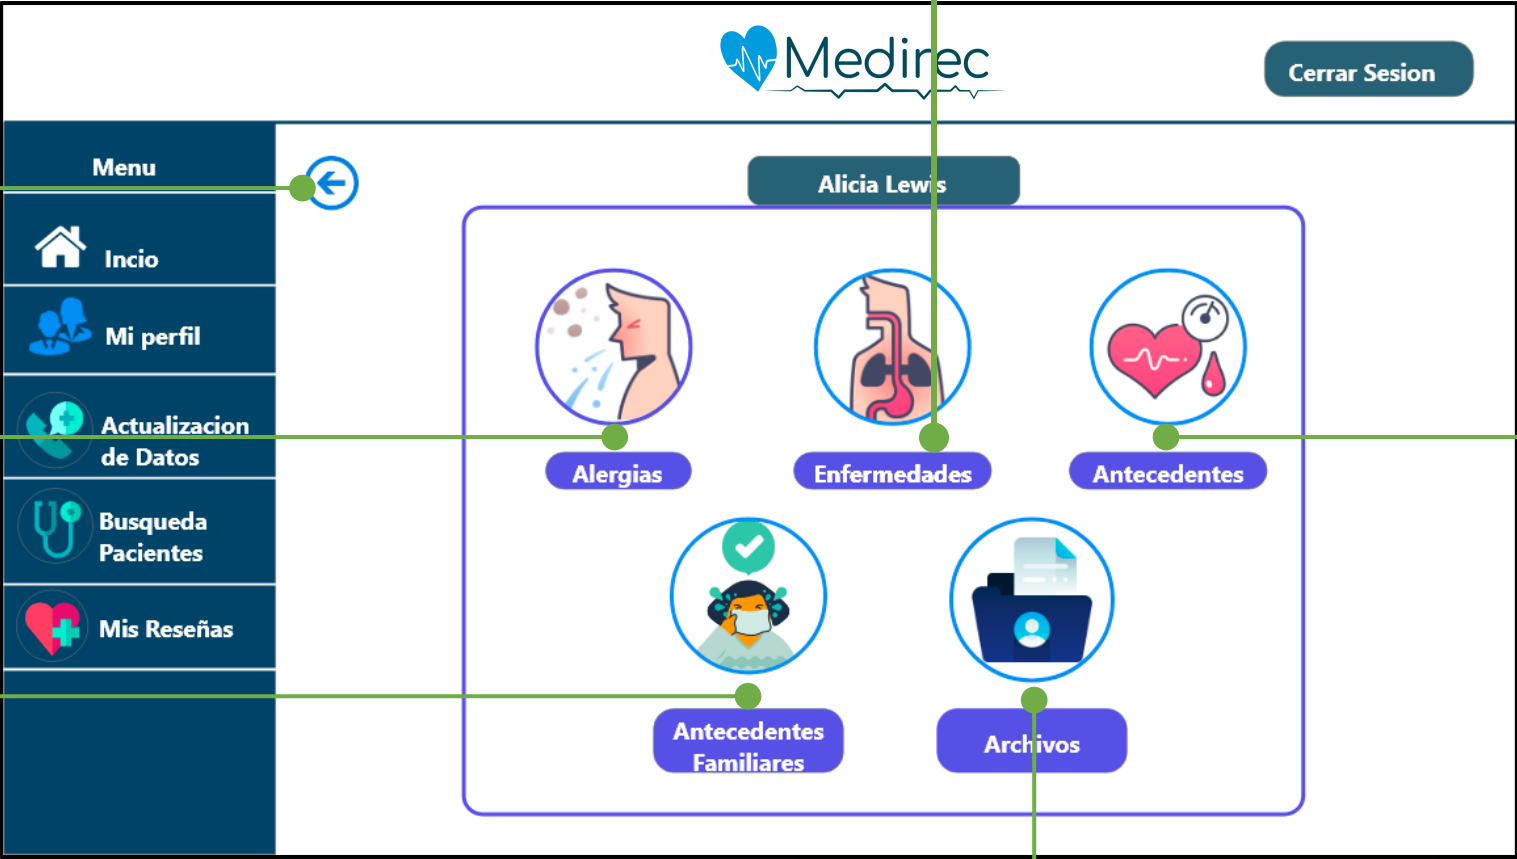 Medirec
Cerrar Sesion
Menu
Alicia Lewis
Incio
Mi perfil
Actualizacion
de Datos
Busqueda
Pacientes
Mis Reseñas
Alergias
Enfermedades
Antecedentes
Antecedentes
Familiares
Archivos